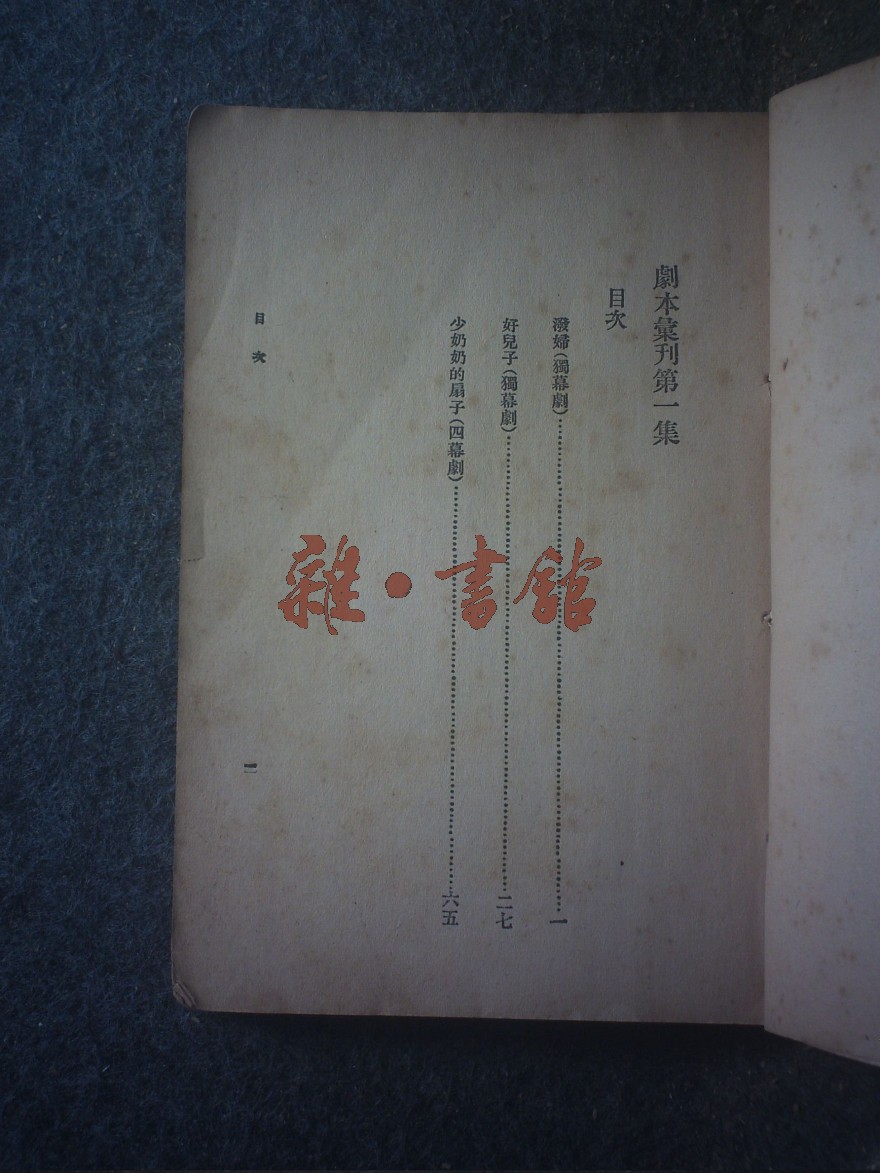 劇本彙刊第一集
目次
潑婦(獨幕劇)……一
好兒子(獨幕劇)……二七
少奶奶的扇子(四幕劇)……六五
目次
雜·書館